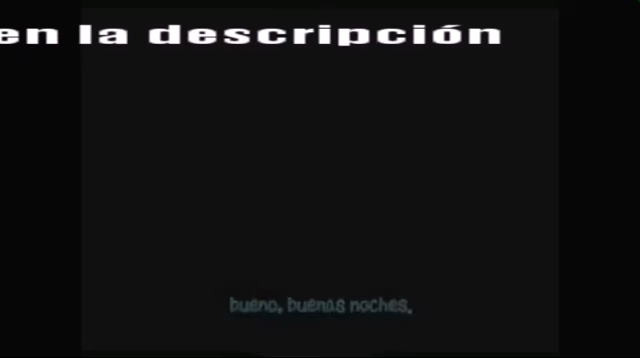 en la descripción
bueno, buenas noches.